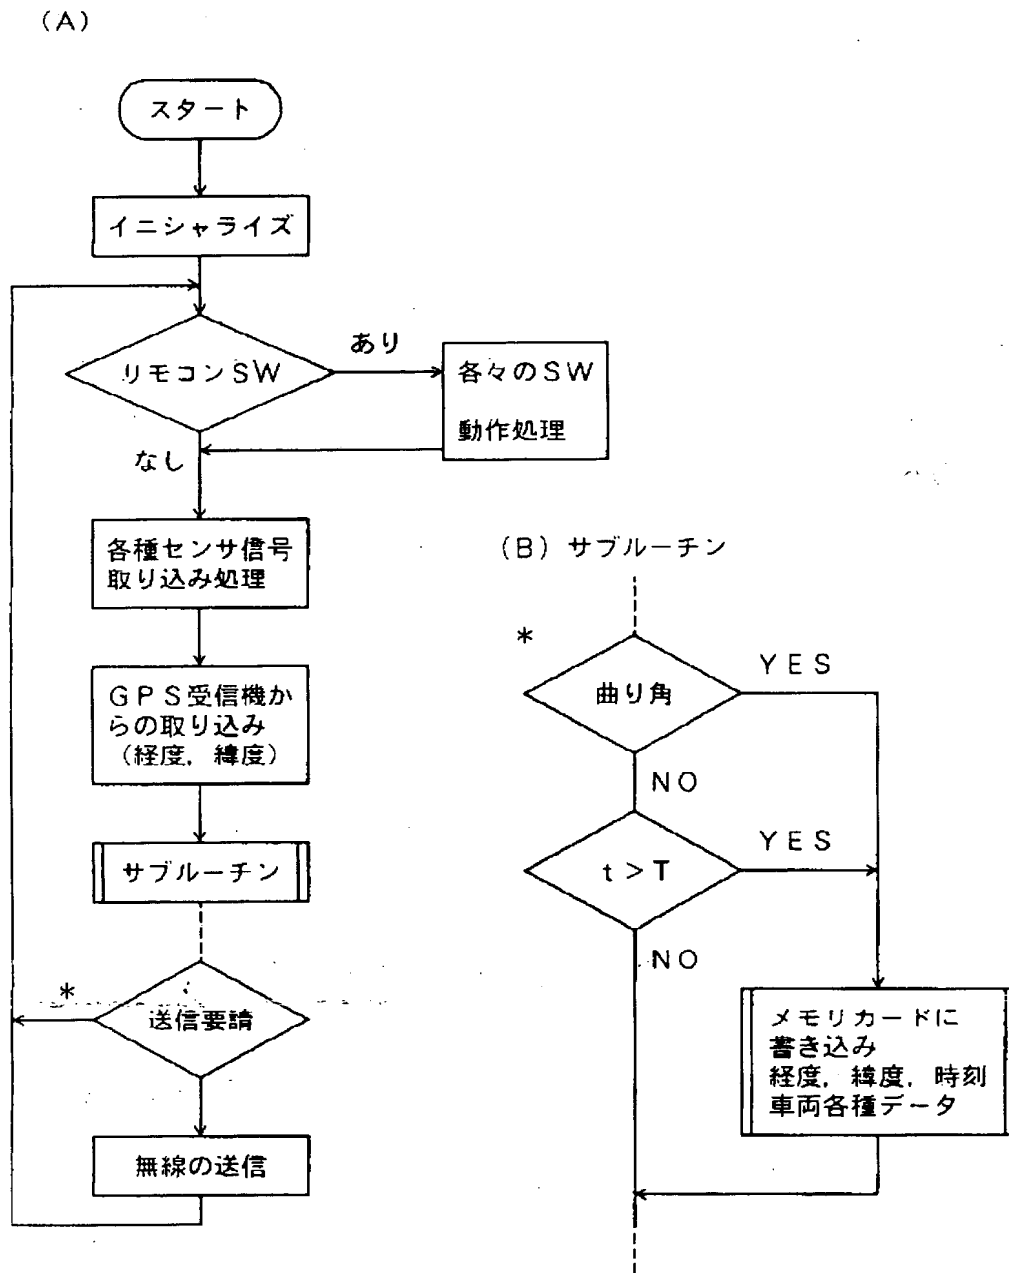 (A)
スタート
イニシャライズ
リモコンSW
あり
各々のSW
動作処理
なし
各種センサ信号
取り込み処理
GPS受信機か
らの取り込み
(経度,緯度)
サブルーチン
*
送信要請
無線の送信
(B)サブルーチン
*
曲り角
YES
NO
t>T
YES
NO
メモリカードに
書き込み
経度,緯度,時刻
車両各種データ